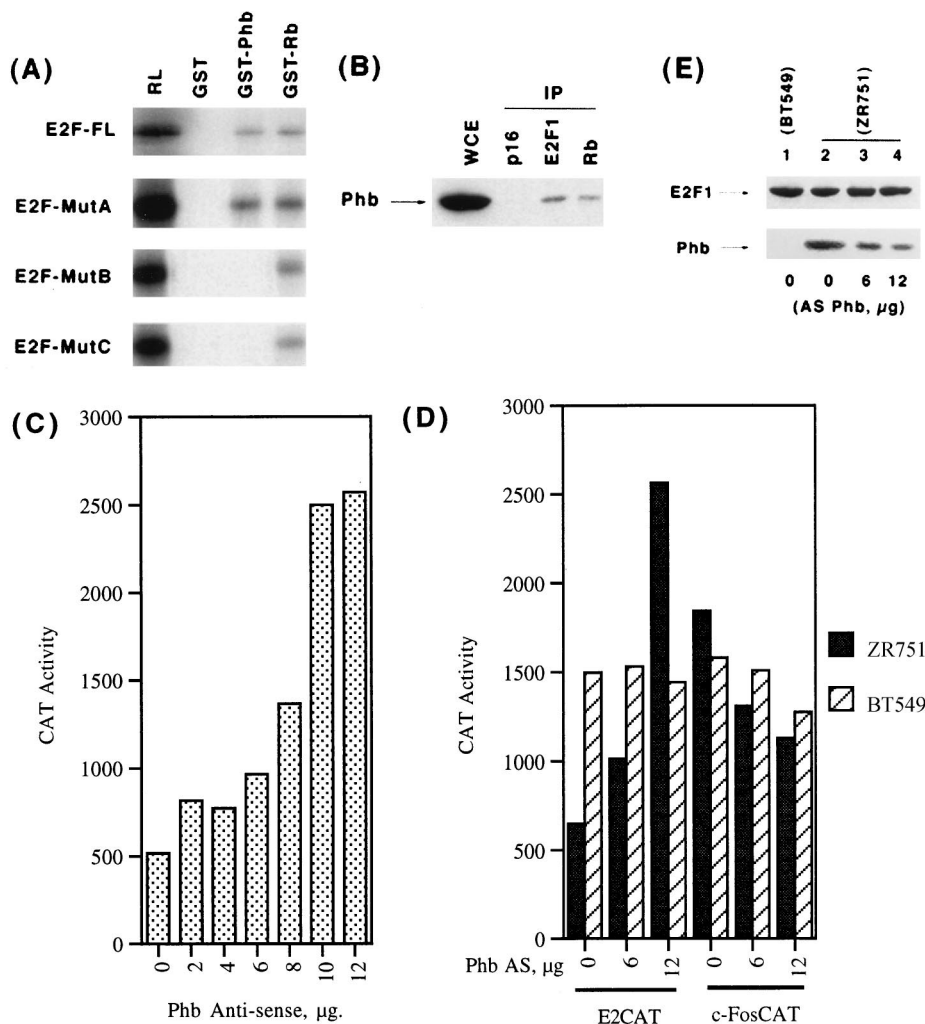 (A)
RL
GST
GST-Phb
GST-Rb
E2F-FL
E2F-MutA
E2F-MutB
E2F-MutC
(B)
IP
WCE
p16
E2F1
Rb
Phb
(E)
(BT549)
(ZR751)
1 2 3 4
E2F1
Phb
0 0 6 12
(AS Phb, µg)
(C)
3000
2500
2000
1500
1000
500
0
CAT Activity
0 2 4 6 8 10 12
Phb Anti-sense, µg.
(D)
3000
2500
2000
1500
1000
500
0
CAT Activity
ZR751
BT549
Phb AS, µg 0 6 12 0 6 12
E2CAT c-FosCAT